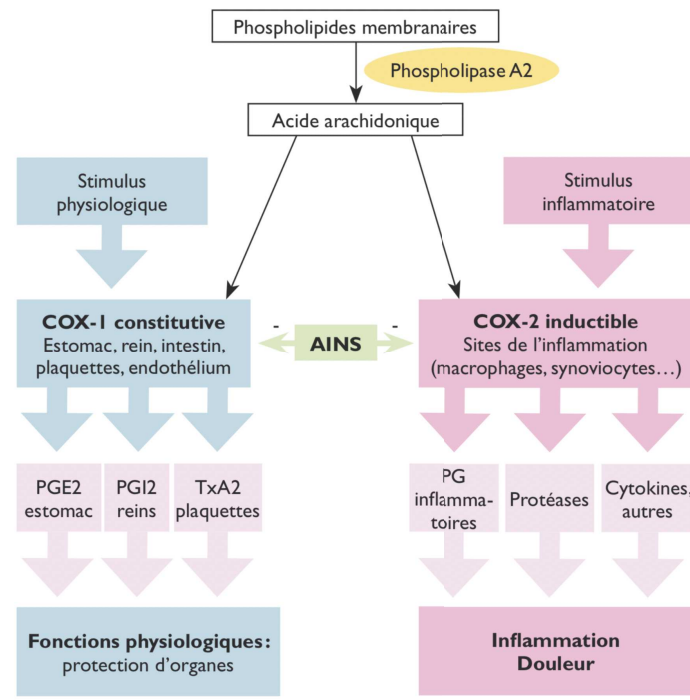 Phospholipides membranaires
Phospholipase A2
Acide arachidonique
Stimulus
physiologique
Stimulus
inflammatoire
COX-1 constitutive
Estomac, rein, intestin,
plaquettes, endothélium
-
AINS
-
COX-2 inductible
Sites de l'inflammation
(macrophages, synoviocytes…)
PGE2
estomac
PGI2
reins
TxA2
plaquettes
PG
inflamma-
toires
Protéases
Cytokines,
autres
Fonctions physiologiques :
protection d'organes
Inflammation
Douleur